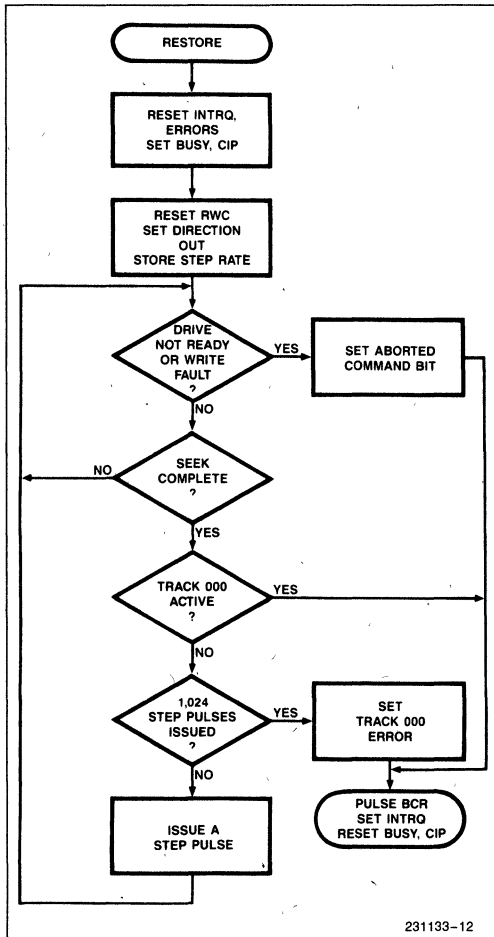 RESTORE
RESET INTRQ,
ERRORS
SET BUSY, CIP
RESET RWC
SET DIRECTION
OUT
STORE STEP RATE
DRIVE
NOT READY
OR WRITE
FAULT
?
YES
SET ABORTED
COMMAND BIT
NO
SEEK
COMPLETE
?
NO
YES
TRACK 000
ACTIVE
?
YES
NO
1,024
STEP PULSES
ISSUED
?
YES
SET
TRACK 000
ERROR
NO
ISSUE A
STEP PULSE
PULSE BCR
SET INTRQ
RESET BUSY, CIP
231133–12